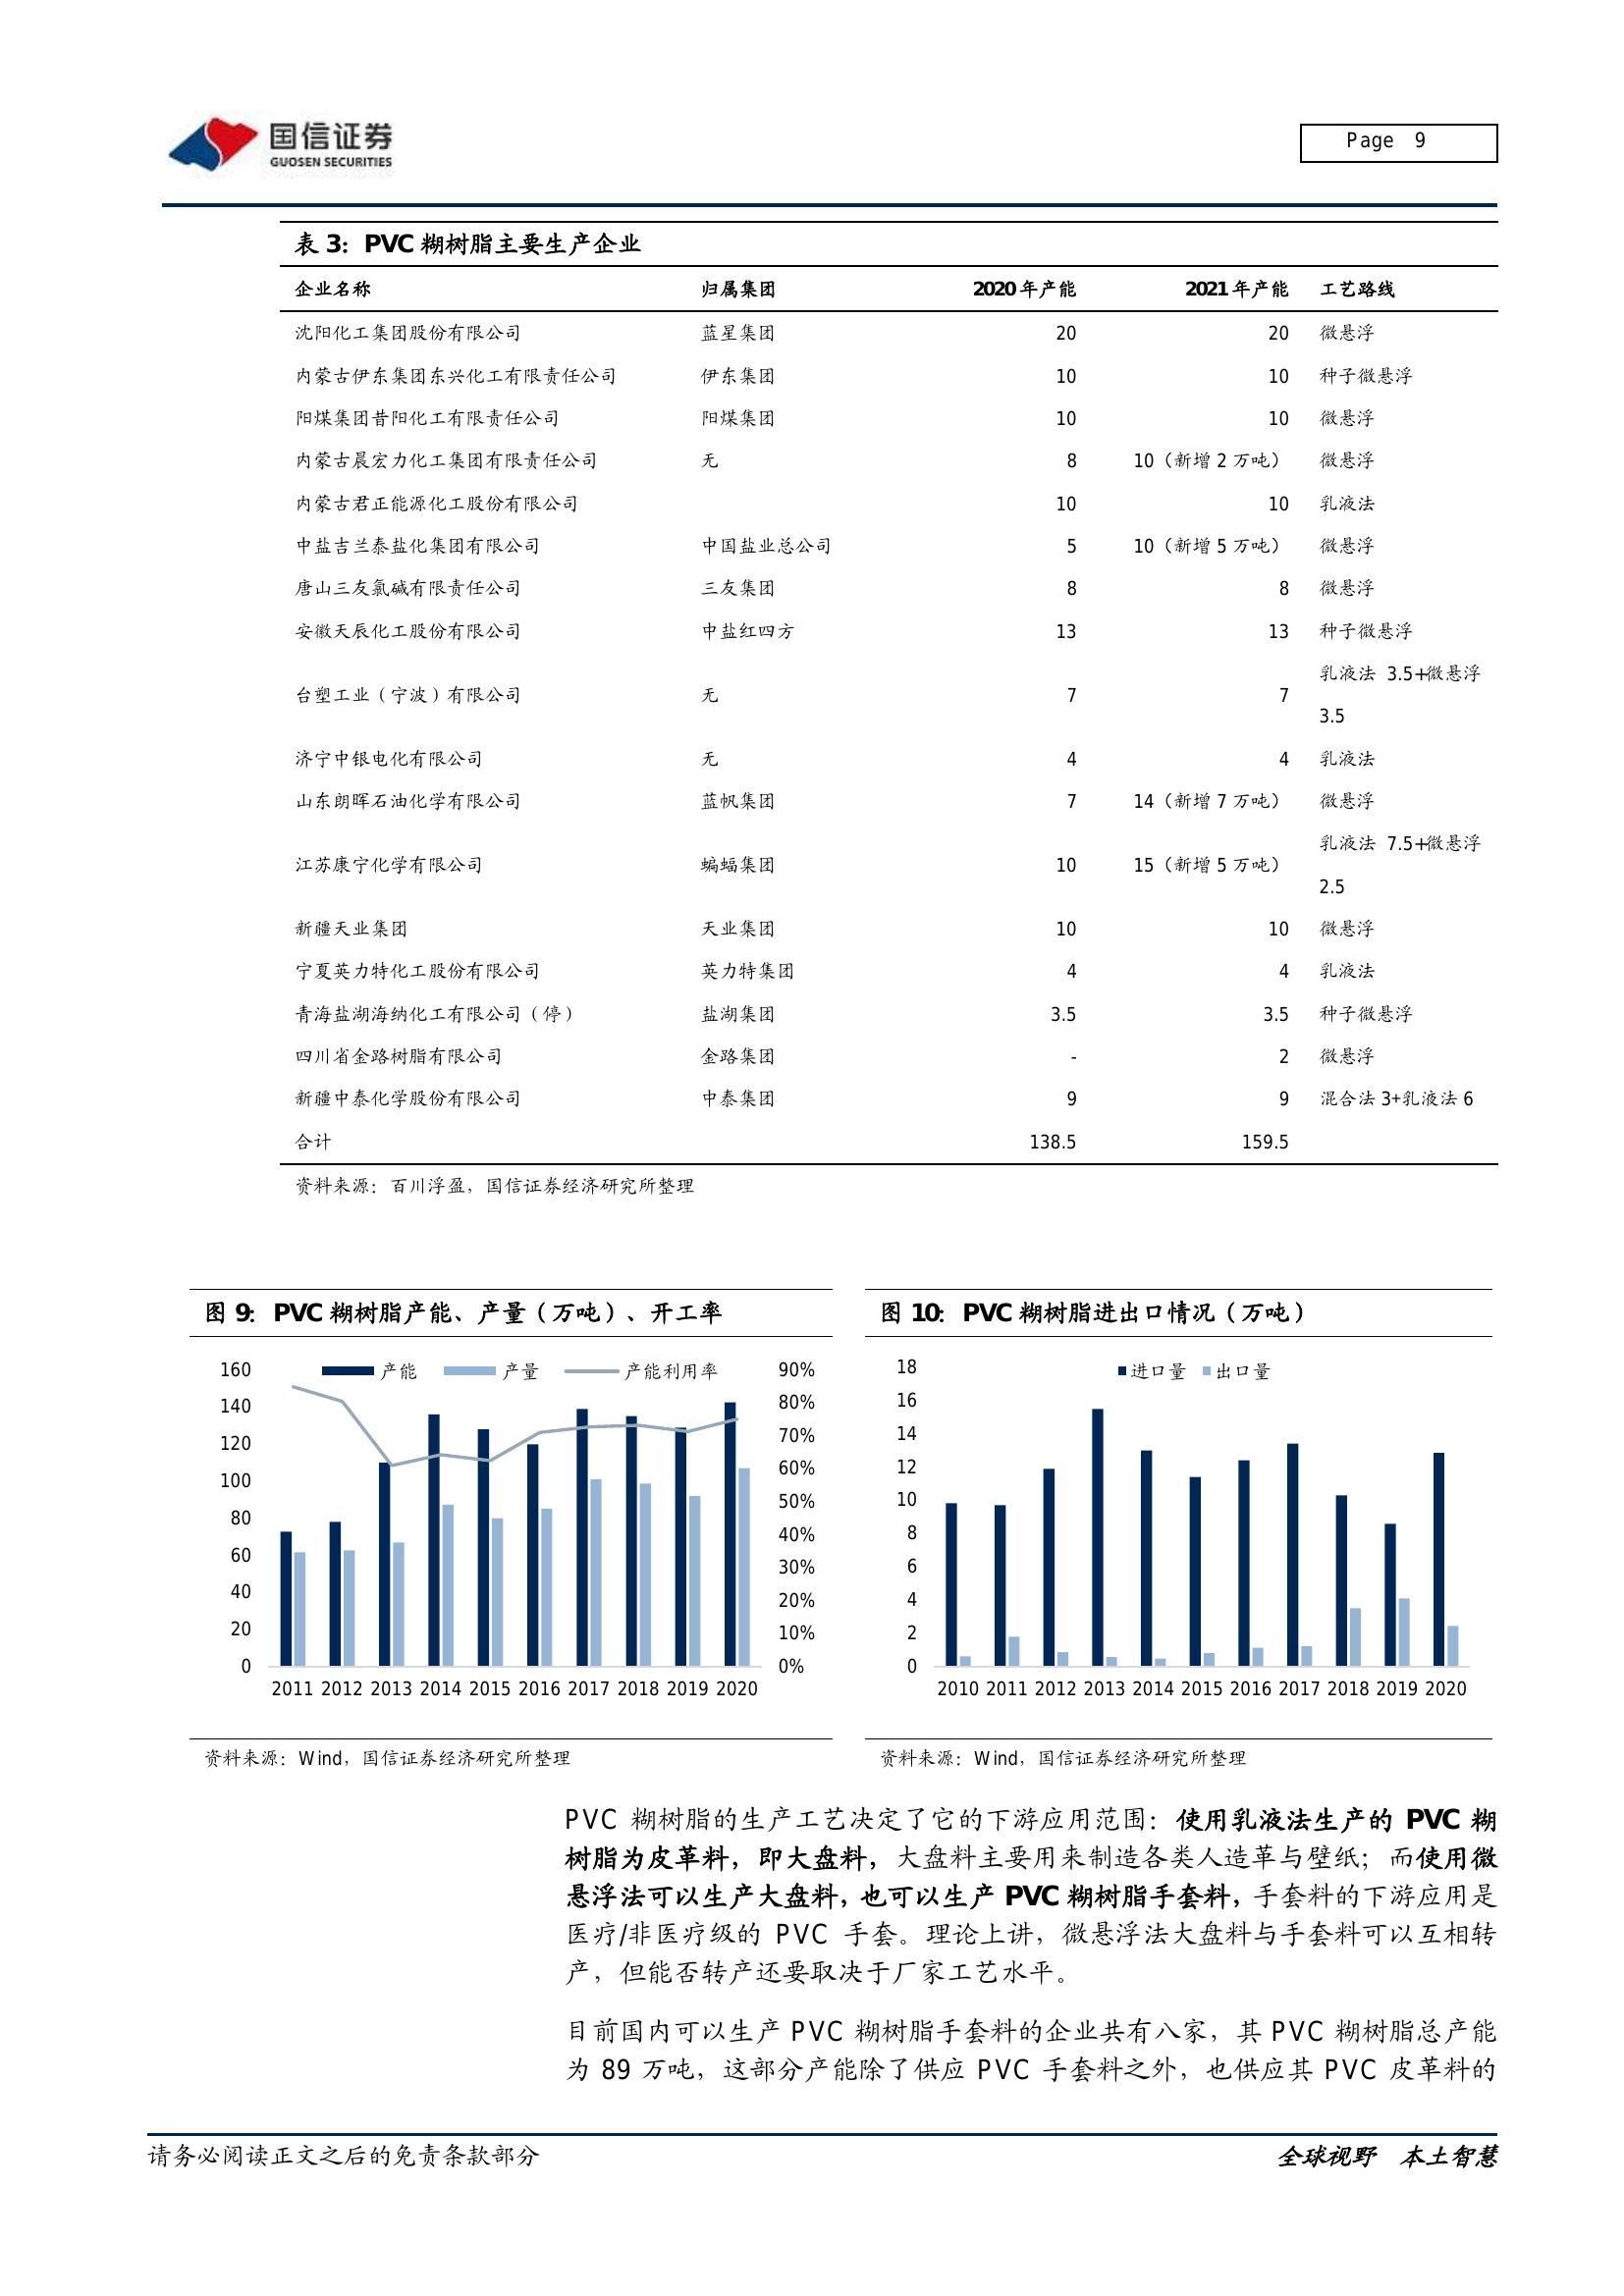 国信证券
GUOSEN SECURITIES
Page 9
表 3：PVC 糊树脂主要生产企业
企业名称 归属集团 2020 年产能 2021 年产能 工艺路线
沈阳化工集团股份有限公司 蓝星集团 20 20 微悬浮
内蒙古伊东集团东兴化工有限责任公司 伊东集团 10 10 种子微悬浮
阳煤集团昔阳化工有限责任公司 阳煤集团 10 10 微悬浮
内蒙古晨宏力化工集团有限责任公司 无 8 10（新增 2 万吨） 微悬浮
内蒙古君正能源化工股份有限公司 10 10 乳液法
中盐吉兰泰盐化集团有限公司 中国盐业总公司 5 10（新增 5 万吨） 微悬浮
唐山三友氯碱有限责任公司 三友集团 8 8 微悬浮
安徽天辰化工股份有限公司 中盐红四方 13 13 种子微悬浮
台塑工业（宁波）有限公司 无 7 7 乳液法 3.5+微悬浮
3.5
济宁中银电化有限公司 无 4 4 乳液法
山东朗晖石油化学有限公司 蓝帆集团 7 14（新增 7 万吨） 微悬浮
江苏康宁化学有限公司 蝙蝠集团 10 15（新增 5 万吨） 乳液法 7.5+微悬浮
2.5
新疆天业集团 天业集团 10 10 微悬浮
宁夏英力特化工股份有限公司 英力特集团 4 4 乳液法
青海盐湖海纳化工有限公司（停） 盐湖集团 3.5 3.5 种子微悬浮
四川省金路树脂有限公司 金路集团 - 2 微悬浮
新疆中泰化学股份有限公司 中泰集团 9 9 混合法 3+乳液法 6
合计 138.5 159.5
资料来源：百川浮盈，国信证券经济研究所整理
图 9：PVC 糊树脂产能、产量（万吨）、开工率
产能 产量 产能利用率
160
140
120
100
80
60
40
20
0
90%
80%
70%
60%
50%
40%
30%
20%
10%
0%
2011 2012 2013 2014 2015 2016 2017 2018 2019 2020
资料来源：Wind，国信证券经济研究所整理
图 10：PVC 糊树脂进出口情况（万吨）
进口量 出口量
18
16
14
12
10
8
6
4
2
0
2010 2011 2012 2013 2014 2015 2016 2017 2018 2019 2020
资料来源：Wind，国信证券经济研究所整理
PVC 糊树脂的生产工艺决定了它的下游应用范围：使用乳液法生产的 PVC 糊
树脂为皮革料，即大盘料，大盘料主要用来制造各类人造革与壁纸；而使用微
悬浮法可以生产大盘料，也可以生产 PVC 糊树脂手套料，手套料的下游应用是
医疗/非医疗级的 PVC 手套。理论上讲，微悬浮法大盘料与手套料可以互相转
产，但能否转产还要取决于厂家工艺水平。
目前国内可以生产 PVC 糊树脂手套料的企业共有八家，其 PVC 糊树脂总产能
为 89 万吨，这部分产能除了供应 PVC 手套料之外，也供应其 PVC 皮革料的
请务必阅读正文之后的免责条款部分
全球视野 本土智慧